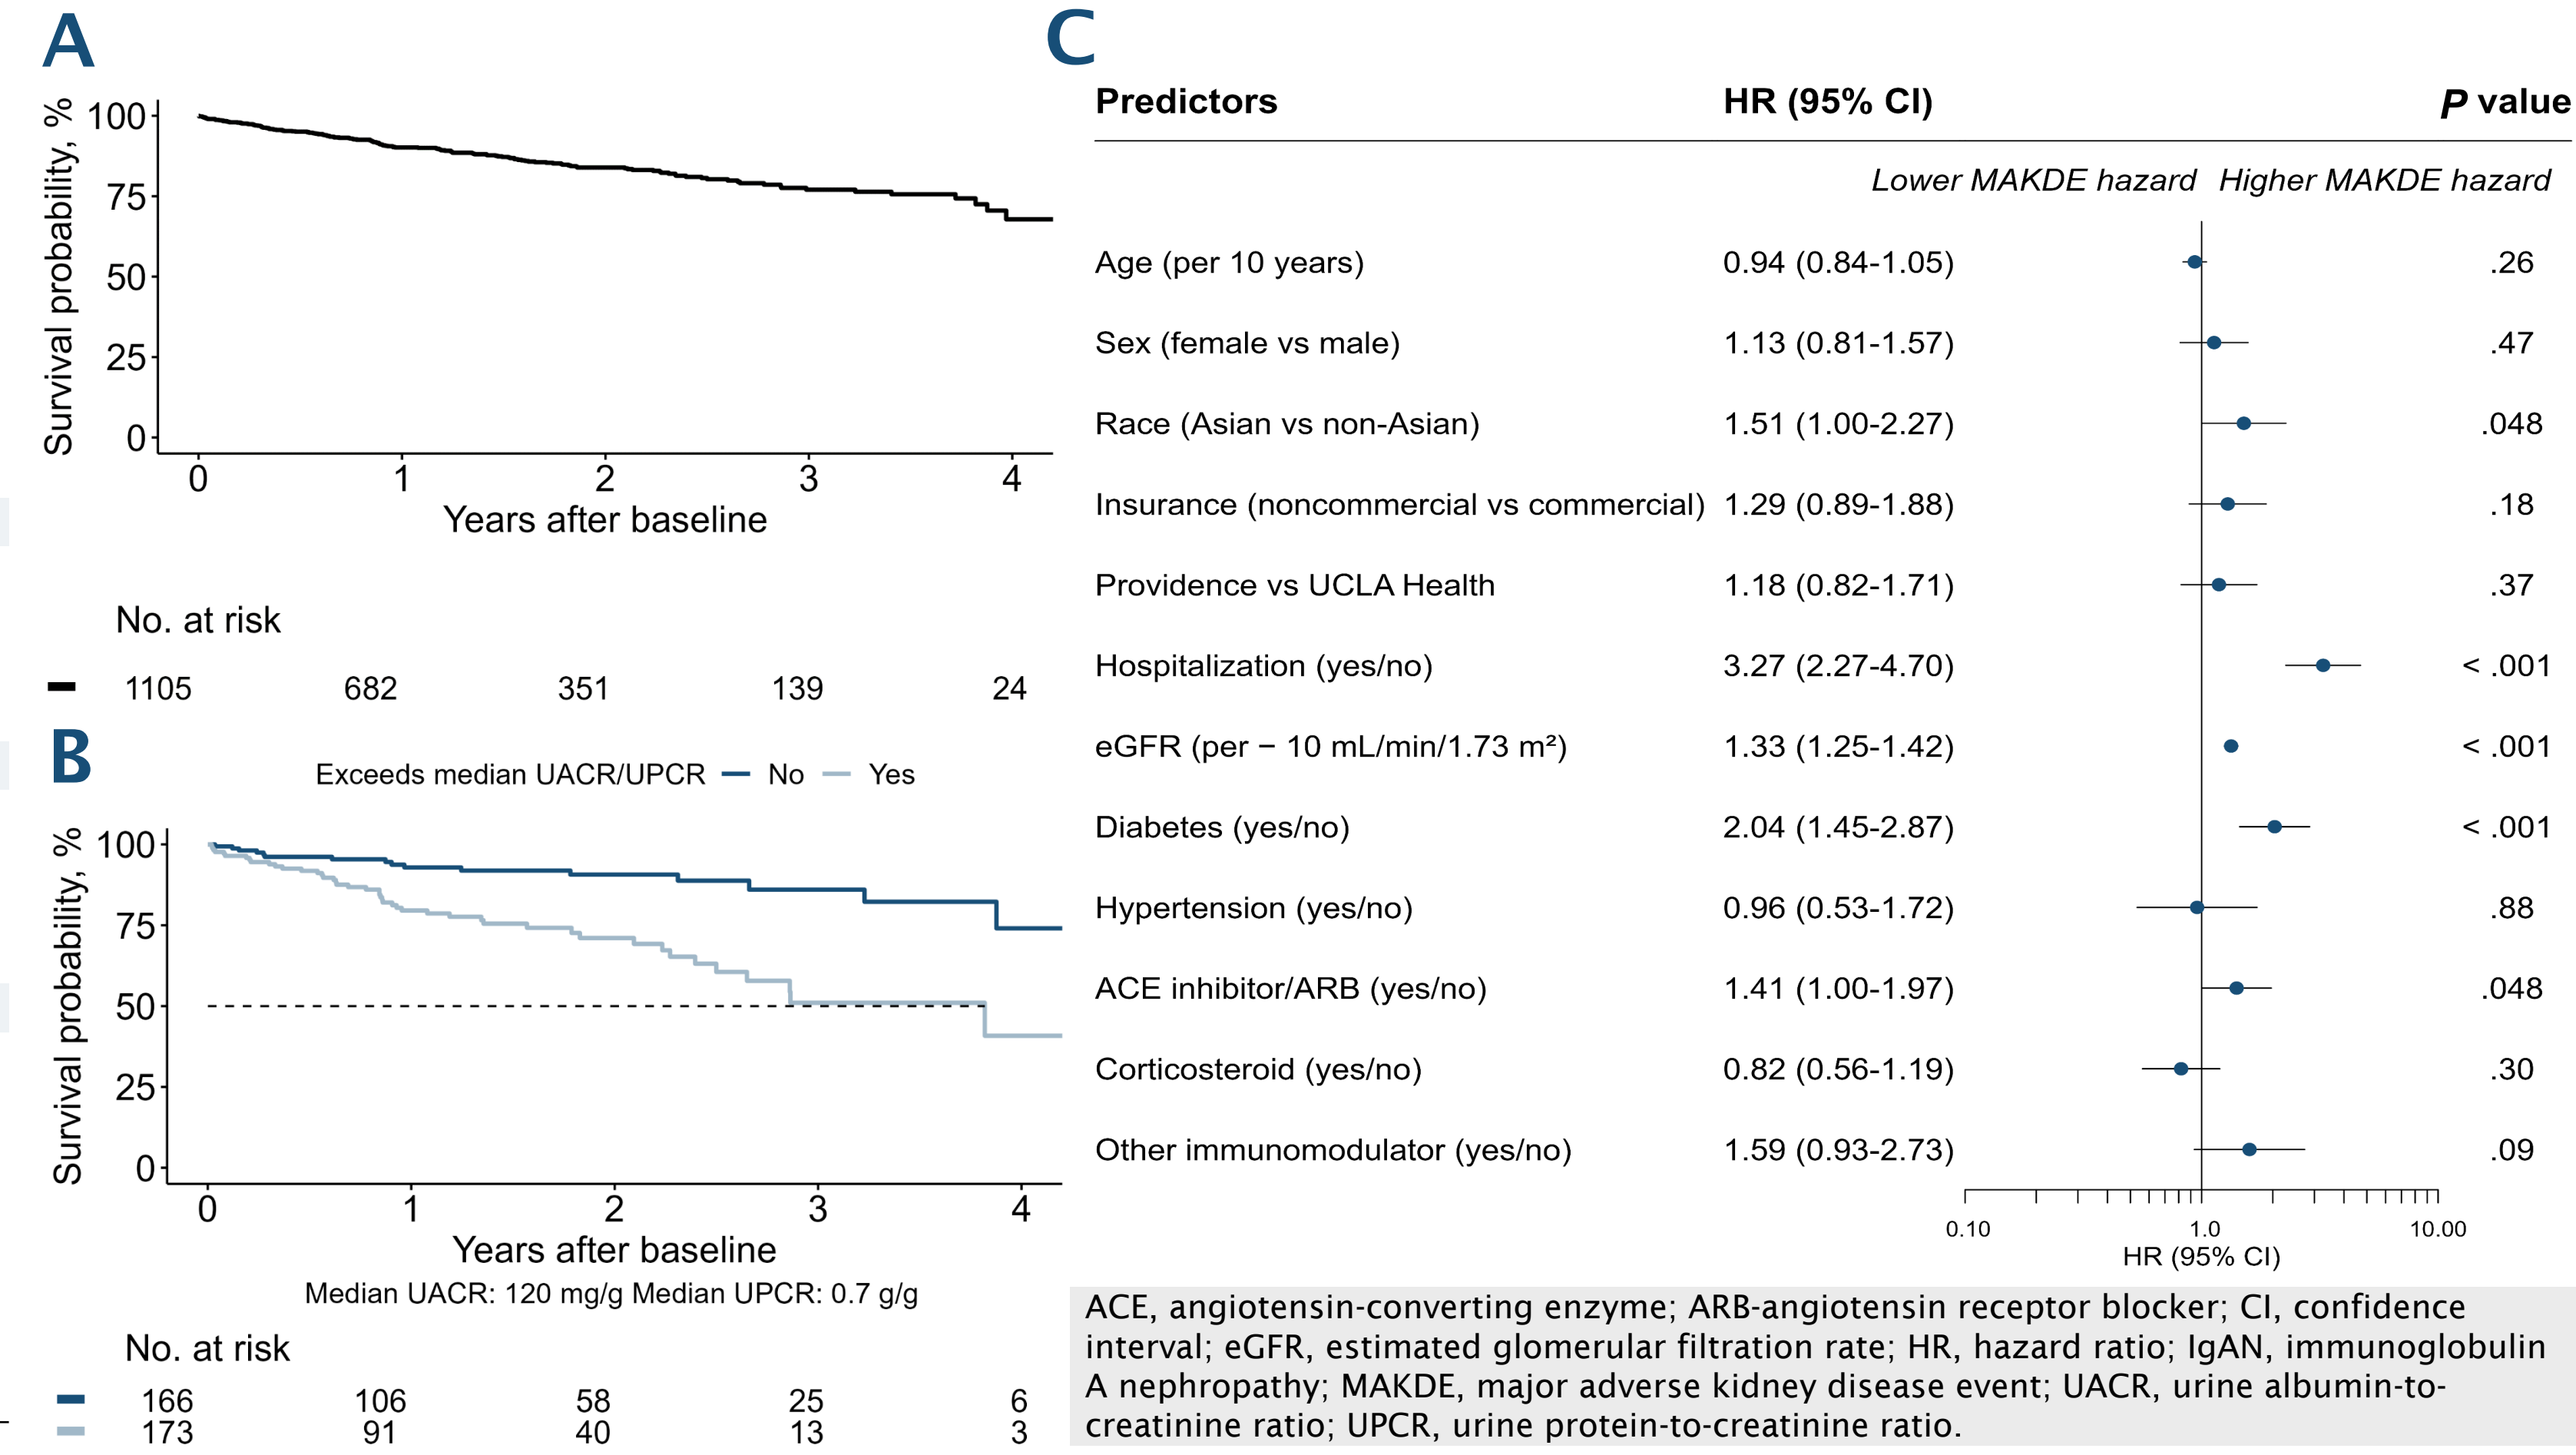 A
Survival probability, %
100
75
50
25
0
0 1 2 3 4
Years after baseline
No. at risk
1105 682 351 139 24
B
Exceeds median UACR/UPCR No Yes
Survival probability, %
100
75
50
25
0
0 1 2 3 4
Years after baseline
Median UACR: 120 mg/g Median UPCR: 0.7 g/g
No. at risk
166 106 58 25 6
173 91 40 13 3
C
Predictors HR (95% CI) P value
Lower MAKDE hazard Higher MAKDE hazard
Age (per 10 years) 0.94 (0.84-1.05) .26
Sex (female vs male) 1.13 (0.81-1.57) .47
Race (Asian vs non-Asian) 1.51 (1.00-2.27) .048
Insurance (noncommercial vs commercial) 1.29 (0.89-1.88) .18
Providence vs UCLA Health 1.18 (0.82-1.71) .37
Hospitalization (yes/no) 3.27 (2.27-4.70) < .001
eGFR (per − 10 mL/min/1.73 m²) 1.33 (1.25-1.42) < .001
Diabetes (yes/no) 2.04 (1.45-2.87) < .001
Hypertension (yes/no) 0.96 (0.53-1.72) .88
ACE inhibitor/ARB (yes/no) 1.41 (1.00-1.97) .048
Corticosteroid (yes/no) 0.82 (0.56-1.19) .30
Other immunomodulator (yes/no) 1.59 (0.93-2.73) .09
0.10 1.0 10.00
HR (95% CI)
ACE, angiotensin-converting enzyme; ARB-angiotensin receptor blocker; CI, confidence
interval; eGFR, estimated glomerular filtration rate; HR, hazard ratio; IgAN, immunoglobulin
A nephropathy; MAKDE, major adverse kidney disease event; UACR, urine albumin-to-
creatinine ratio; UPCR, urine protein-to-creatinine ratio.